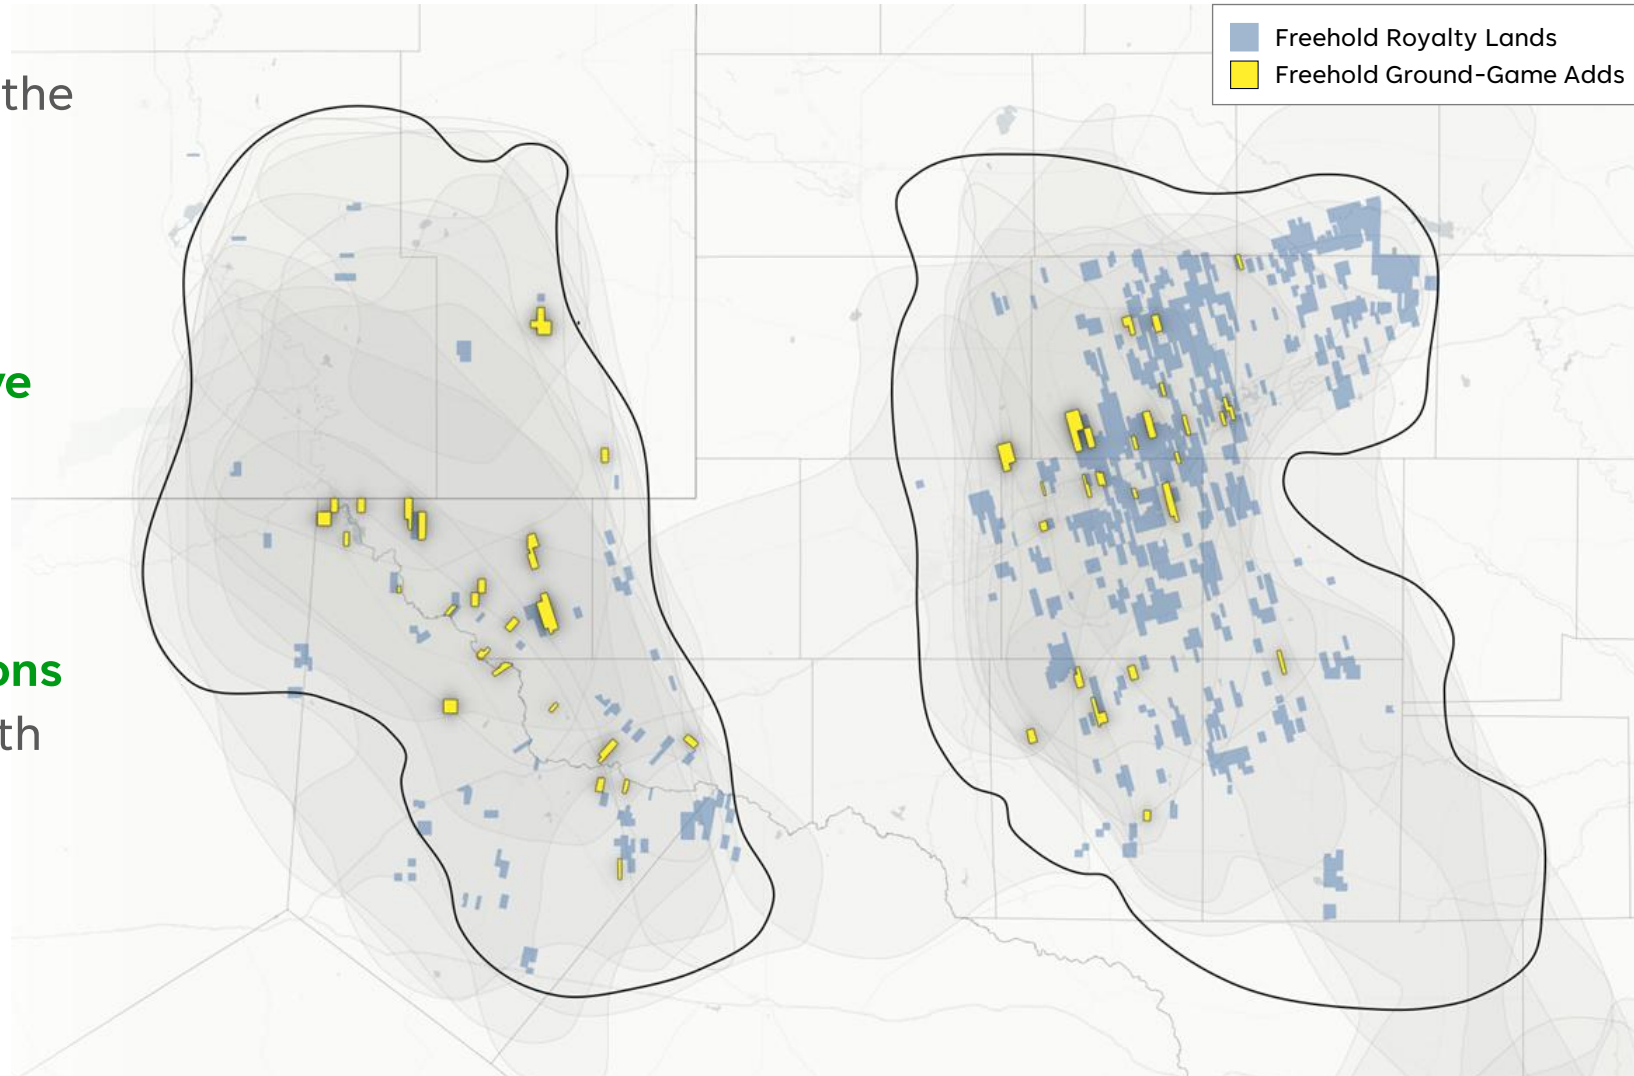 the
ve
ons
th
Freehold Royalty Lands
Freehold Ground-Game Adds